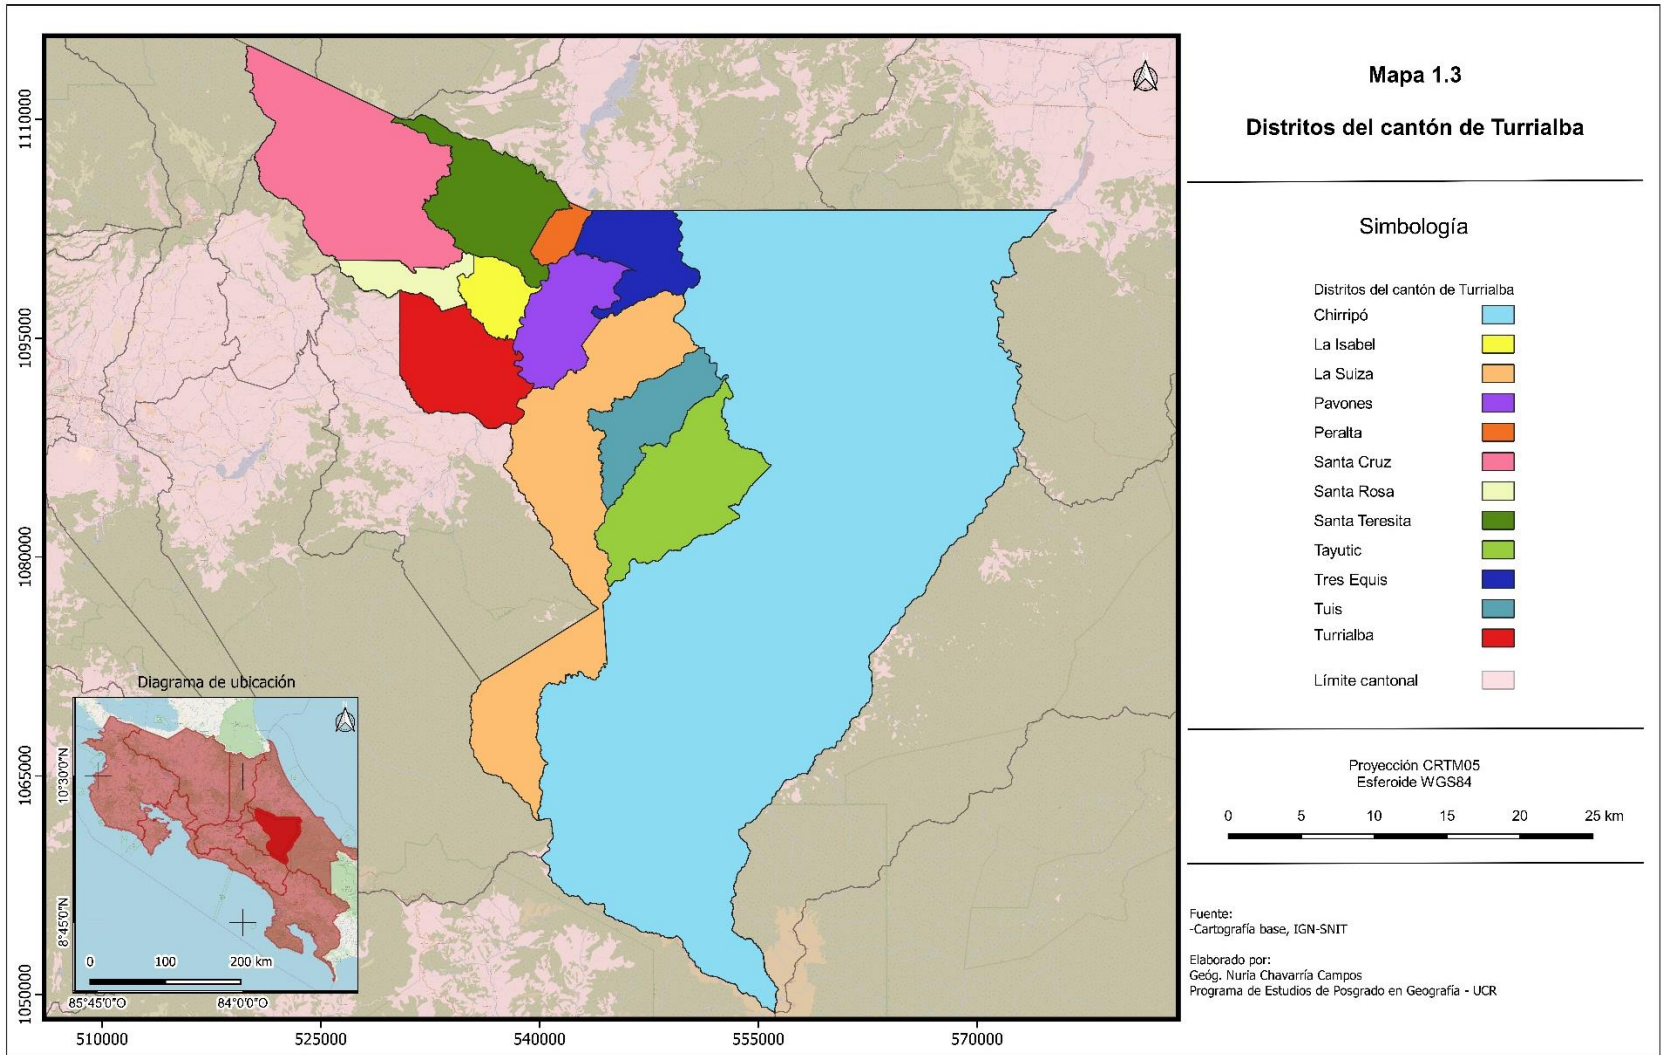 Mapa 1.3
Distritos del cantón de Turrialba
Simbología
Distritos del cantón de Turrialba
Chirripó
La Isabel
La Suiza
Pavones
Peralta
Santa Cruz
Santa Rosa
Santa Teresita
Tayutic
Tres Equis
Tuis
Turrialba
Límite cantonal
Proyección CRTM05
Esferoide WGS84
0 5 10 15 20 25 km
Fuente:
-Cartografía base, IGN-SNIT
Elaborado por:
Geóg. Nuria Chavarría Campos
Programa de Estudios de Posgrado en Geografía - UCR
1110000
1095000
1080000
1065000
1050000
510000 525000 540000 555000 570000
Diagrama de ubicación
10°30'0"N
8°45'0"N
0 100 200 km
85°45'0"O 84°0'0"O